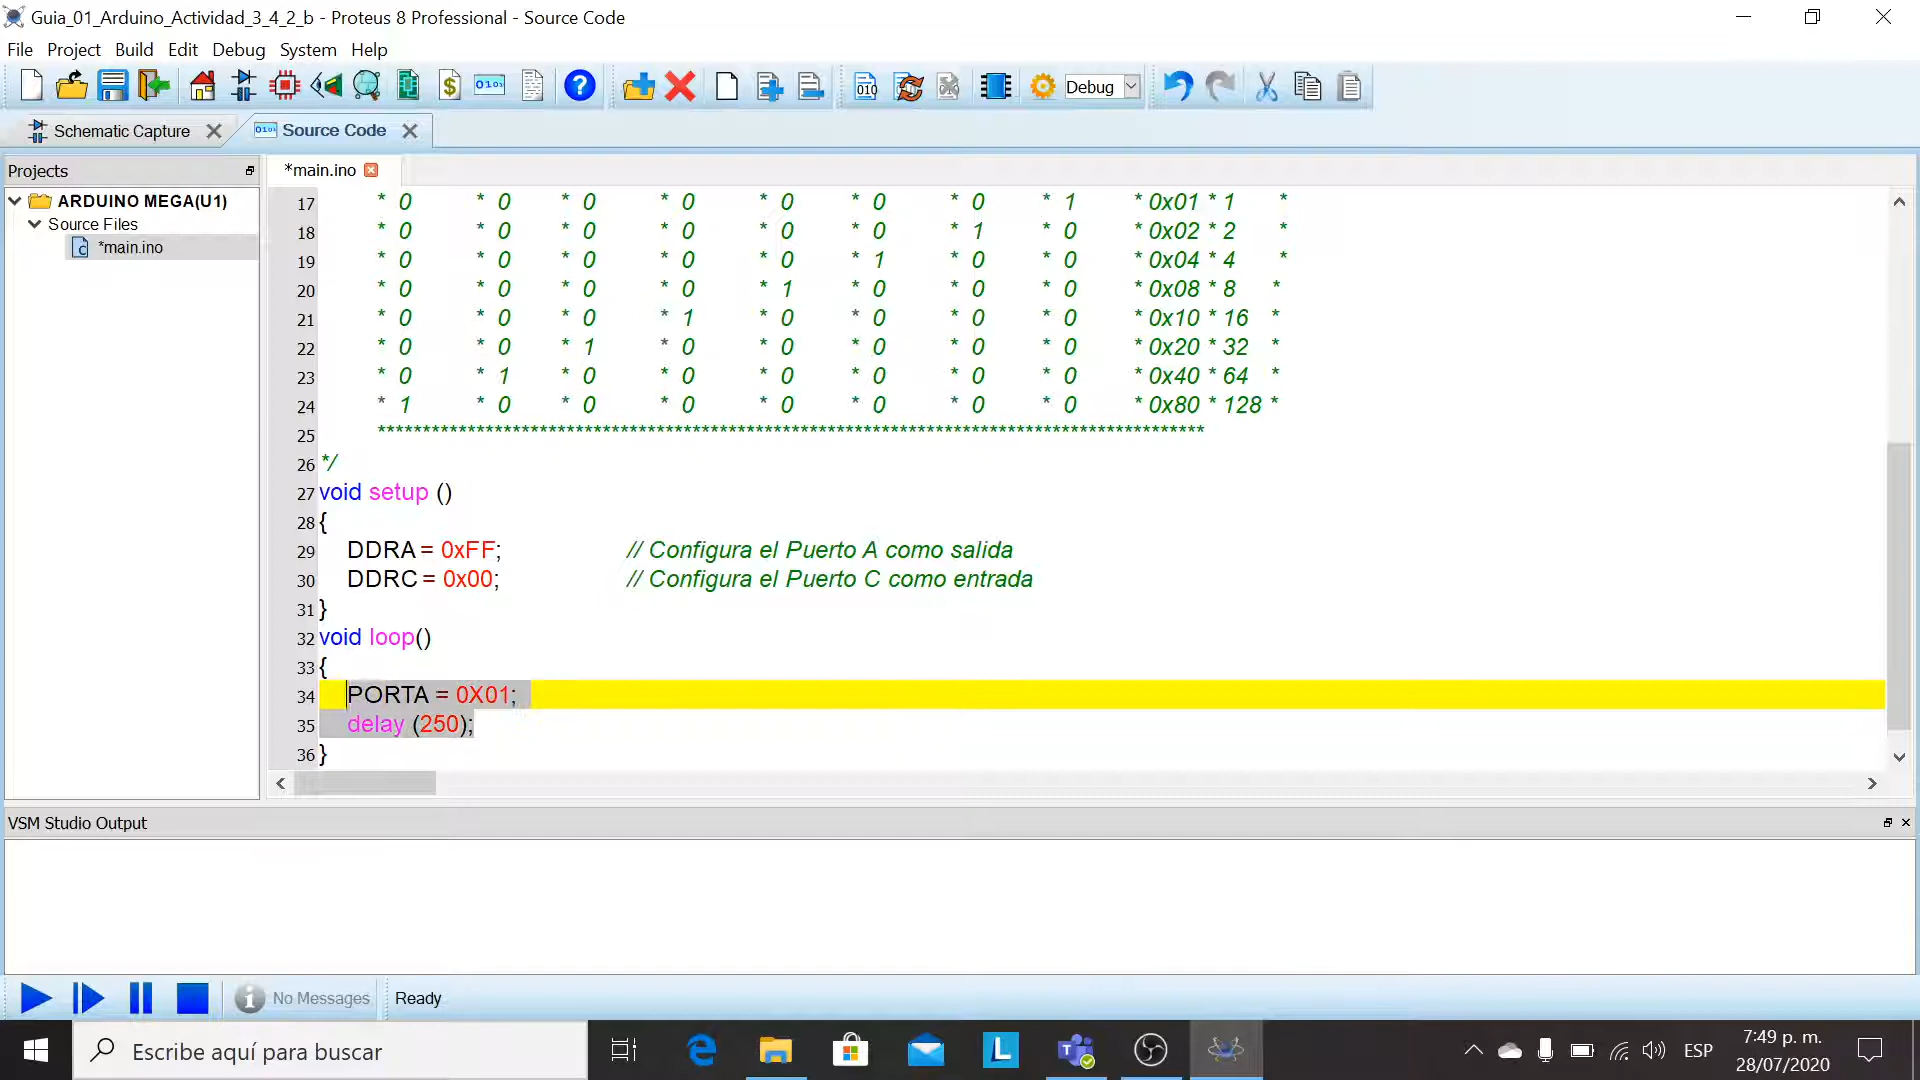 Guia_01_Arduino_Actividad_3_4_2_b - Proteus 8 Professional - Source Code
File Project Build Edit Debug System Help
Debug
Schematic Capture
Source Code
Projects
*main.ino
ARDUINO MEGA(U1)
Source Files
*main.ino
17 * 0 * 0 * 0 * 0 * 0 * 0 * 0 * 1 * 0x01 * 1 *
18 * 0 * 0 * 0 * 0 * 0 * 0 * 1 * 0 * 0x02 * 2 *
19 * 0 * 0 * 0 * 0 * 0 * 1 * 0 * 0 * 0x04 * 4 *
20 * 0 * 0 * 0 * 0 * 1 * 0 * 0 * 0 * 0x08 * 8 *
21 * 0 * 0 * 0 * 1 * 0 * 0 * 0 * 0 * 0x10 * 16 *
22 * 0 * 0 * 1 * 0 * 0 * 0 * 0 * 0 * 0x20 * 32 *
23 * 0 * 1 * 0 * 0 * 0 * 0 * 0 * 0 * 0x40 * 64 *
24 * 1 * 0 * 0 * 0 * 0 * 0 * 0 * 0 * 0x80 * 128 *
25 ********************************************************************************************
26 */
27 void setup ()
28 {
29 DDRA = 0xFF; // Configura el Puerto A como salida
30 DDRC = 0x00; // Configura el Puerto C como entrada
31 }
32 void loop()
33 {
34 PORTA = 0X01;
35 delay (250);
36 }
VSM Studio Output
No Messages
Ready
Escribe aquí para buscar
ESP
7:49 p. m.
28/07/2020